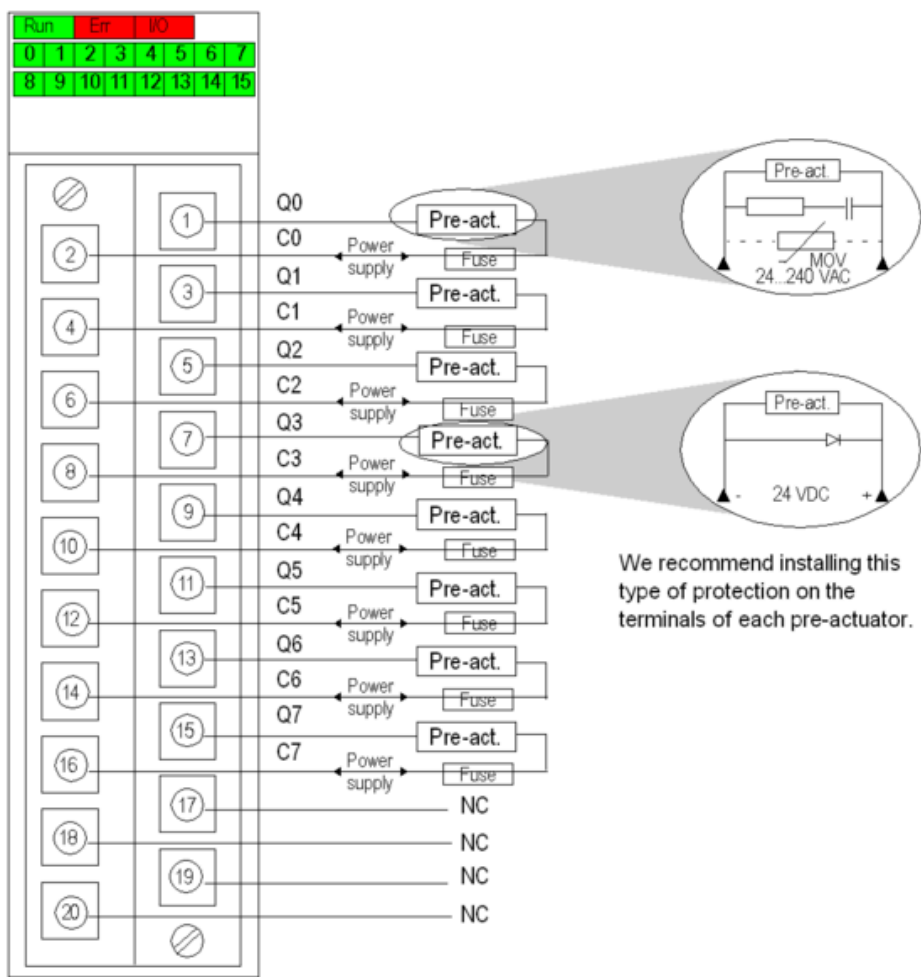 Run Err I/O
0 1 2 3 4 5 6 7
8 9 10 11 12 13 14 15
1 Q0 Pre-act.
2 C0 Power supply Fuse
3 Q1 Pre-act.
4 C1 Power supply Fuse
5 Q2 Pre-act.
6 C2 Power supply Fuse
7 Q3 Pre-act.
8 C3 Power supply Fuse
9 Q4 Pre-act.
10 C4 Power supply Fuse
11 Q5 Pre-act.
12 C5 Power supply Fuse
13 Q6 Pre-act.
14 C6 Power supply Fuse
15 Q7 Pre-act.
16 C7 Power supply Fuse
17 NC
18 NC
19 NC
20 NC
Pre-act.
MOV
24...240 VAC
Pre-act.
- 24 VDC +
We recommend installing this
type of protection on the
terminals of each pre-actuator.